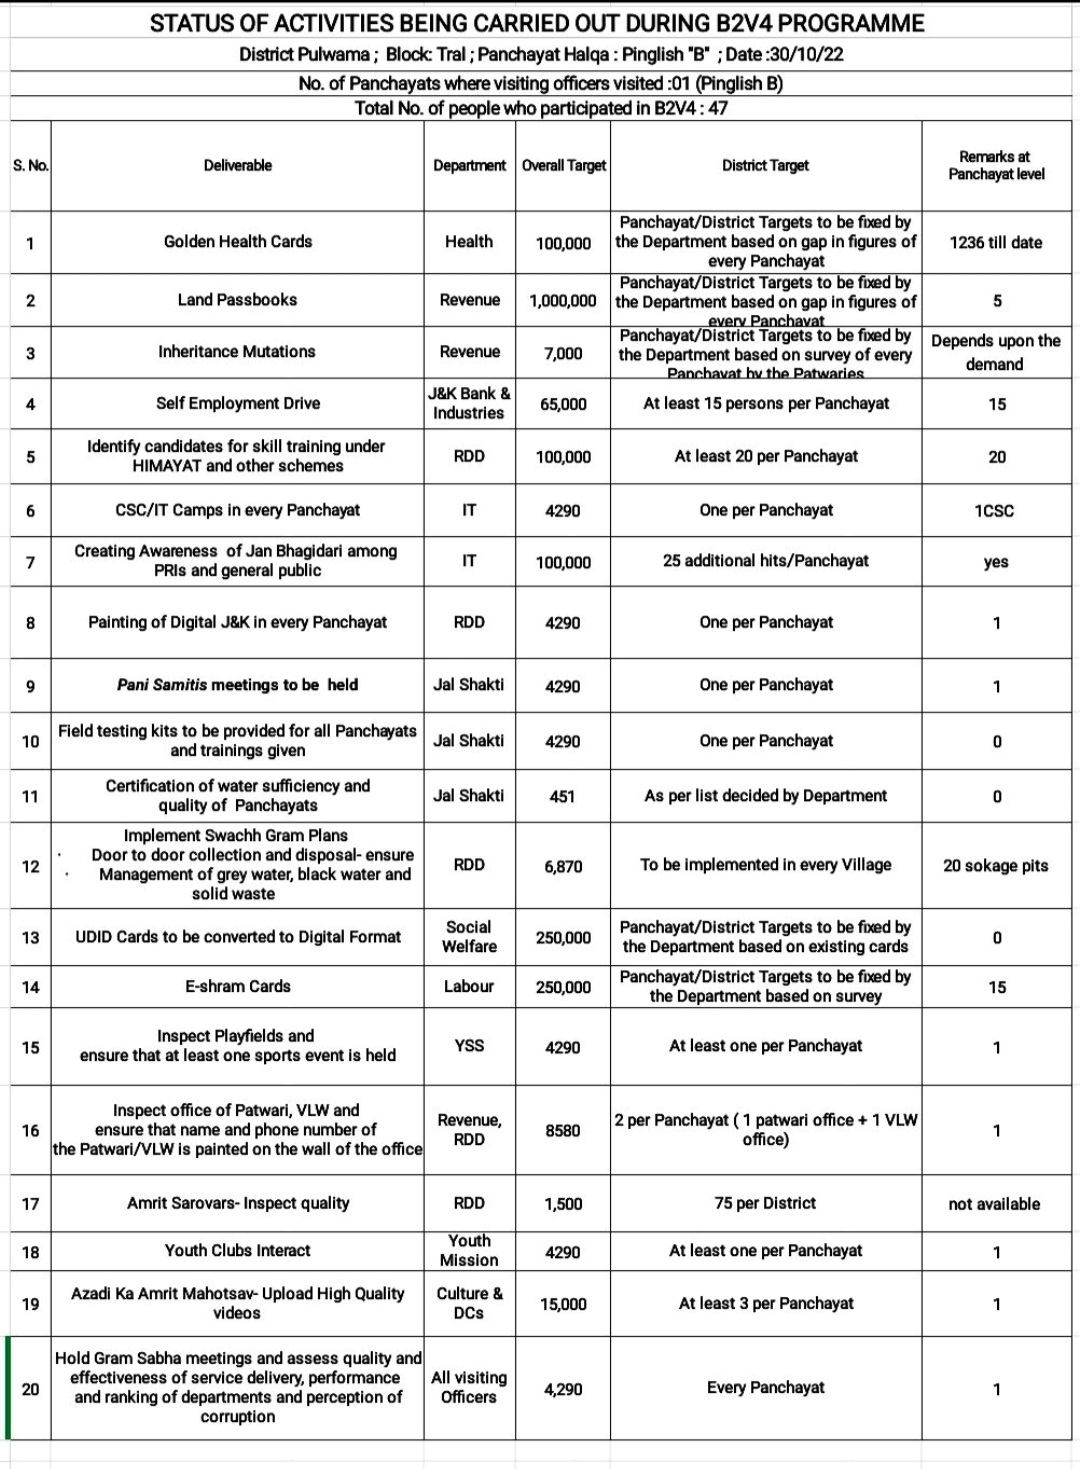 STATUS OF ACTIVITIES BEING CARRIED OUT DURING B2V4 PROGRAMME
District Pulwama ; Block: Tral ; Panchayat Halqa : Pinglish "B" ; Date :30/10/22
No. of Panchayats where visiting officers visited :01 (Pinglish B)
Total No. of people who participated in B2V4 : 47
S. No. Deliverable Department Overall Target District Target Remarks at
Panchayat level
1 Golden Health Cards Health 100,000 Panchayat/District Targets to be fixed by
the Department based on gap in figures of
every Panchayat 1236 till date
2 Land Passbooks Revenue 1,000,000 Panchayat/District Targets to be fixed by
the Department based on gap in figures of
every Panchayat 5
3 Inheritance Mutations Revenue 7,000 Panchayat/District Targets to be fixed by
the Department based on survey of every
Panchayat by the Patwaries Depends upon the
demand
4 Self Employment Drive J&K Bank &
Industries 65,000 At least 15 persons per Panchayat 15
5 Identify candidates for skill training under
HIMAYAT and other schemes RDD 100,000 At least 20 per Panchayat 20
6 CSC/IT Camps in every Panchayat IT 4290 One per Panchayat 1CSC
7 Creating Awareness of Jan Bhagidari among
PRIs and general public IT 100,000 25 additional hits/Panchayat yes
8 Painting of Digital J&K in every Panchayat RDD 4290 One per Panchayat 1
9 Pani Samitis meetings to be held Jal Shakti 4290 One per Panchayat 1
10 Field testing kits to be provided for all Panchayats
and trainings given Jal Shakti 4290 One per Panchayat 0
11 Certification of water sufficiency and
quality of Panchayats Jal Shakti 451 As per list decided by Department 0
12 Implement Swachh Gram Plans
· Door to door collection and disposal- ensure
· Management of grey water, black water and
solid waste RDD 6,870 To be implemented in every Village 20 sokage pits
13 UDID Cards to be converted to Digital Format Social
Welfare 250,000 Panchayat/District Targets to be fixed by
the Department based on existing cards 0
14 E-shram Cards Labour 250,000 Panchayat/District Targets to be fixed by
the Department based on survey 15
15 Inspect Playfields and
ensure that at least one sports event is held YSS 4290 At least one per Panchayat 1
16 Inspect office of Patwari, VLW and
ensure that name and phone number of
the Patwari/VLW is painted on the wall of the office Revenue,
RDD 8580 2 per Panchayat ( 1 patwari office + 1 VLW
office) 1
17 Amrit Sarovars- Inspect quality RDD 1,500 75 per District not available
18 Youth Clubs Interact Youth
Mission 4290 At least one per Panchayat 1
19 Azadi Ka Amrit Mahotsav- Upload High Quality
videos Culture &
DCs 15,000 At least 3 per Panchayat 1
20 Hold Gram Sabha meetings and assess quality and
effectiveness of service delivery, performance
and ranking of departments and perception of
corruption All visiting
Officers 4,290 Every Panchayat 1